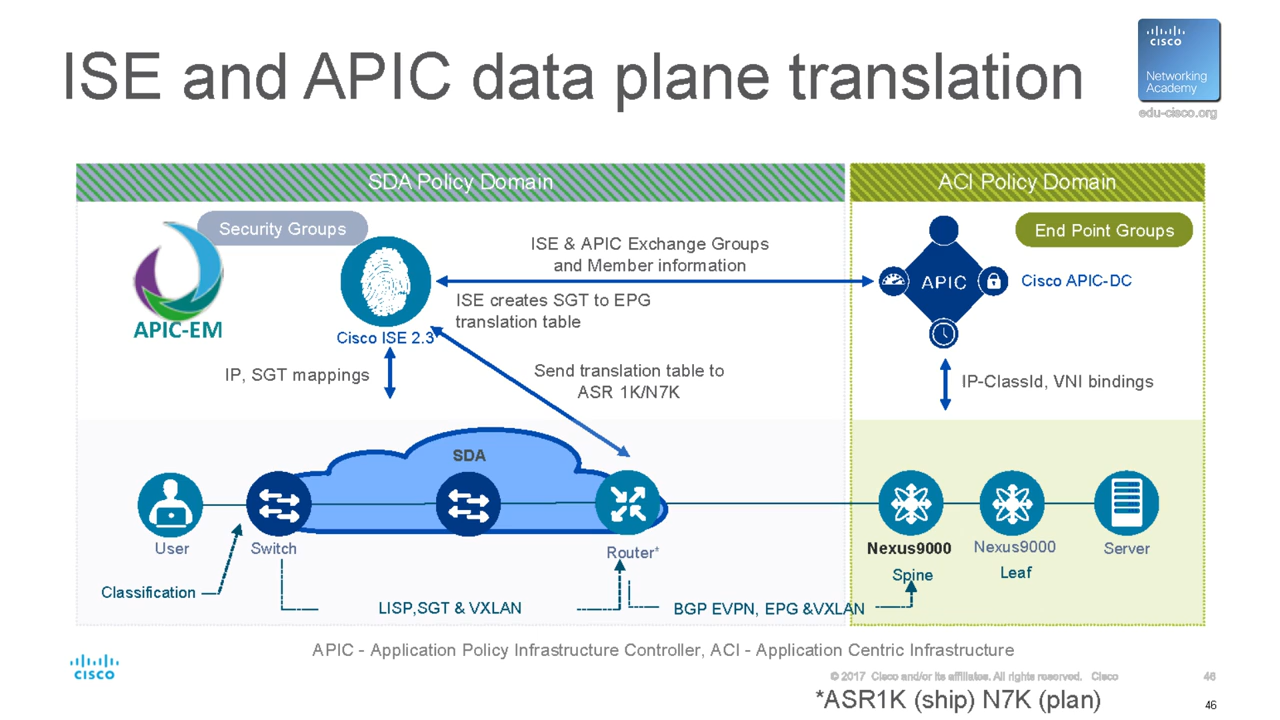 ISE and APIC data plane translation
CISCO
Networking
Academy
edu-cisco.org
SDA Policy Domain
ACI Policy Domain
Security Groups
End Point Groups
ISE & APIC Exchange Groups
and Member information
APIC
Cisco APIC-DC
ISE creates SGT to EPG
translation table
APIC-EM
Cisco ISE 2.3
IP, SGT mappings
Send translation table to
ASR 1K/N7K
IP-ClassId, VNI bindings
SDA
User
Switch
Router*
Nexus9000
Spine
Nexus9000
Leaf
Server
Classification
LISP,SGT & VXLAN
BGP EVPN, EPG &VXLAN
APIC - Application Policy Infrastructure Controller, ACI - Application Centric Infrastructure
CISCO
© 2017 Cisco and/or its affiliates. All rights reserved. Cisco
46
*ASR1K (ship) N7K (plan)
46